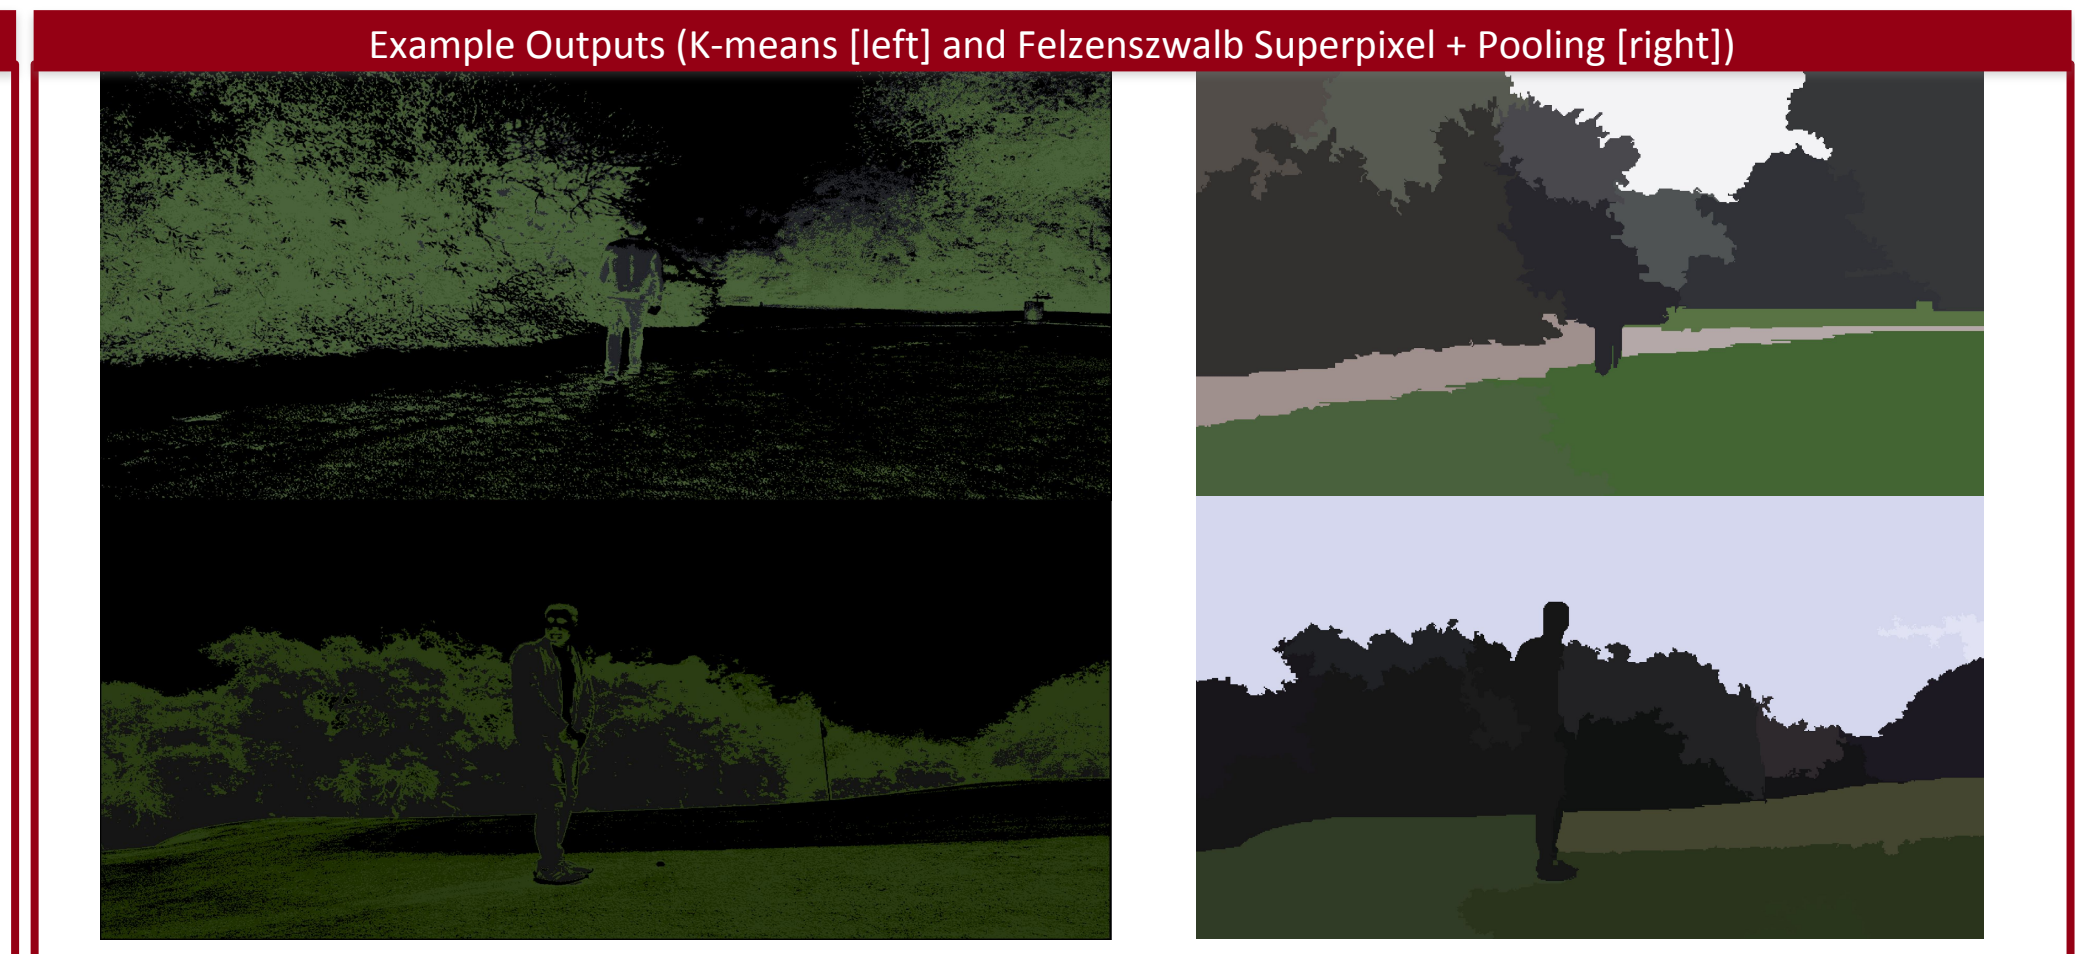 Example Outputs (K-means [left] and Felzenszwalb Superpixel + Pooling [right])